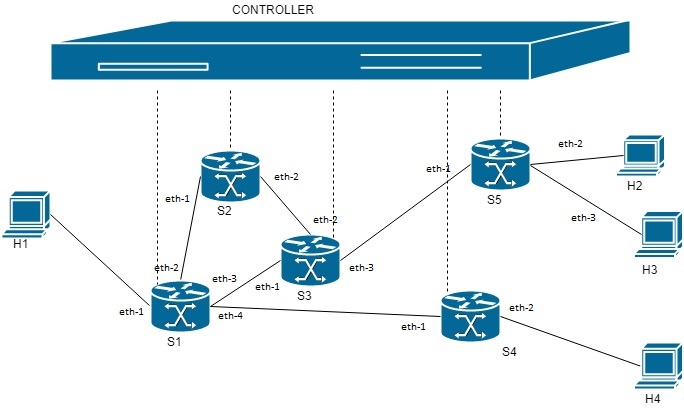 CONTROLLER
eth-2
eth-1
eth-2
H2
eth-1
S5
S2
eth-3
eth-2
H1
H3
eth-2
eth-3
eth-3
eth-1
S3
eth-1
eth-4
eth-2
eth-1
S1
S4
H4